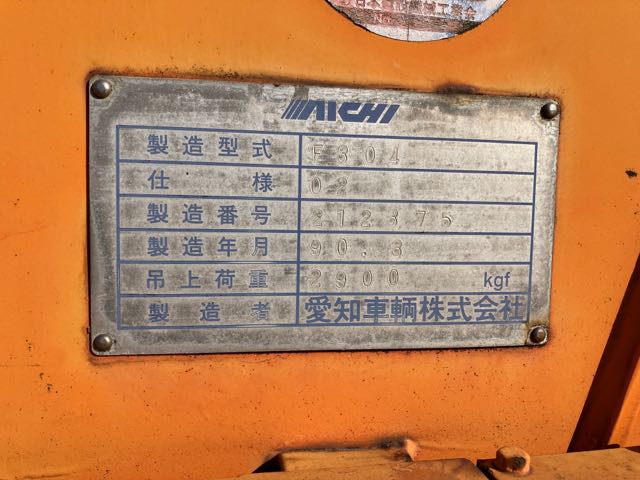 AICHI
製造型式 F304
仕様 02
製造番号 212375
製造年月 90.3
吊上荷重 2900 kgf
製造者 愛知車輌株式会社